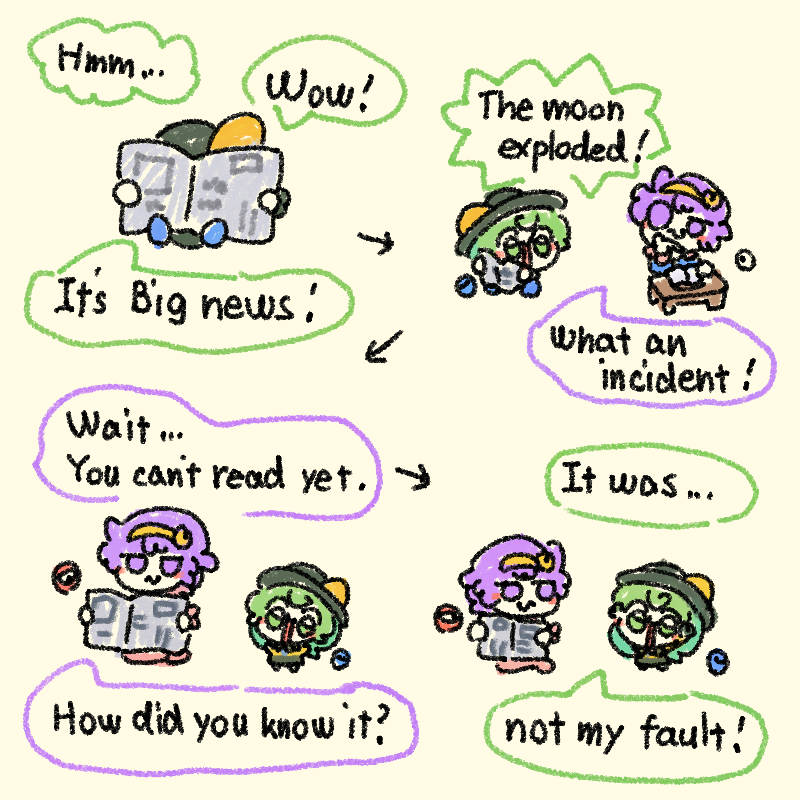 Hmm...
Wow!
It's Big news!
The moon
exploded!
What an
incident!
Wait...
You can't read yet.
How did you know it?
It was...
not my fault!